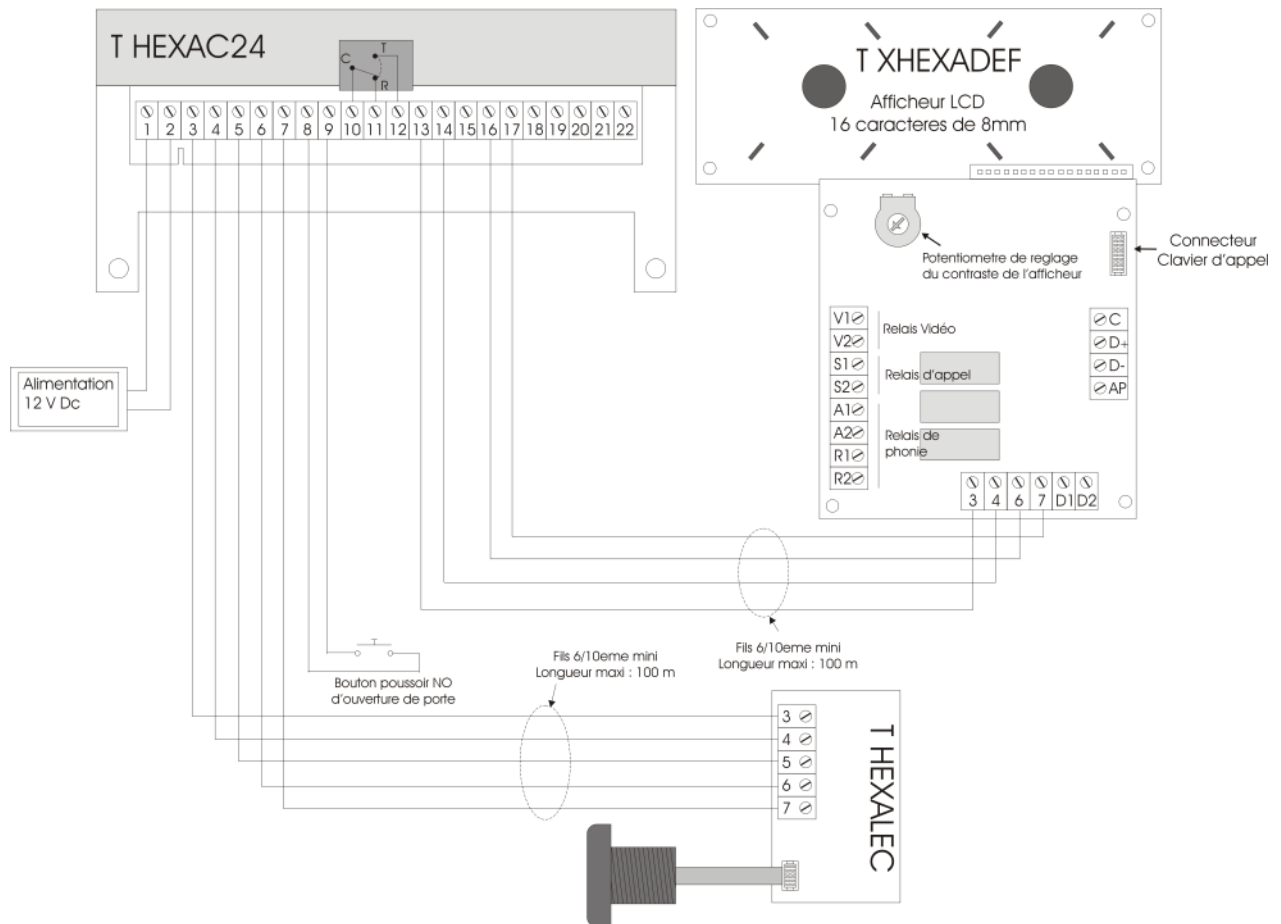 T HEXAC24
T
C
R
1 2 3 4 5 6 7 8 9 10 11 12 13 14 15 16 17 18 19 20 21 22
T XHEXADEF
Afficheur LCD
16 caracteres de 8mm
Potentiometre de reglage
du contraste de l'afficheur
Connecteur
Clavier d'appel
V1
V2
Relais Vidéo
S1
S2
Relais d'appel
A1
A2
R1
R2
Relais de
phonie
C
D+
D-
AP
3 4 6 7 D1 D2
Alimentation
12 V Dc
Bouton poussoir NO
d'ouverture de porte
Fils 6/10eme mini
Longueur maxi : 100 m
Fils 6/10eme mini
Longueur maxi : 100 m
3
4
5
6
7
T HEXALEC